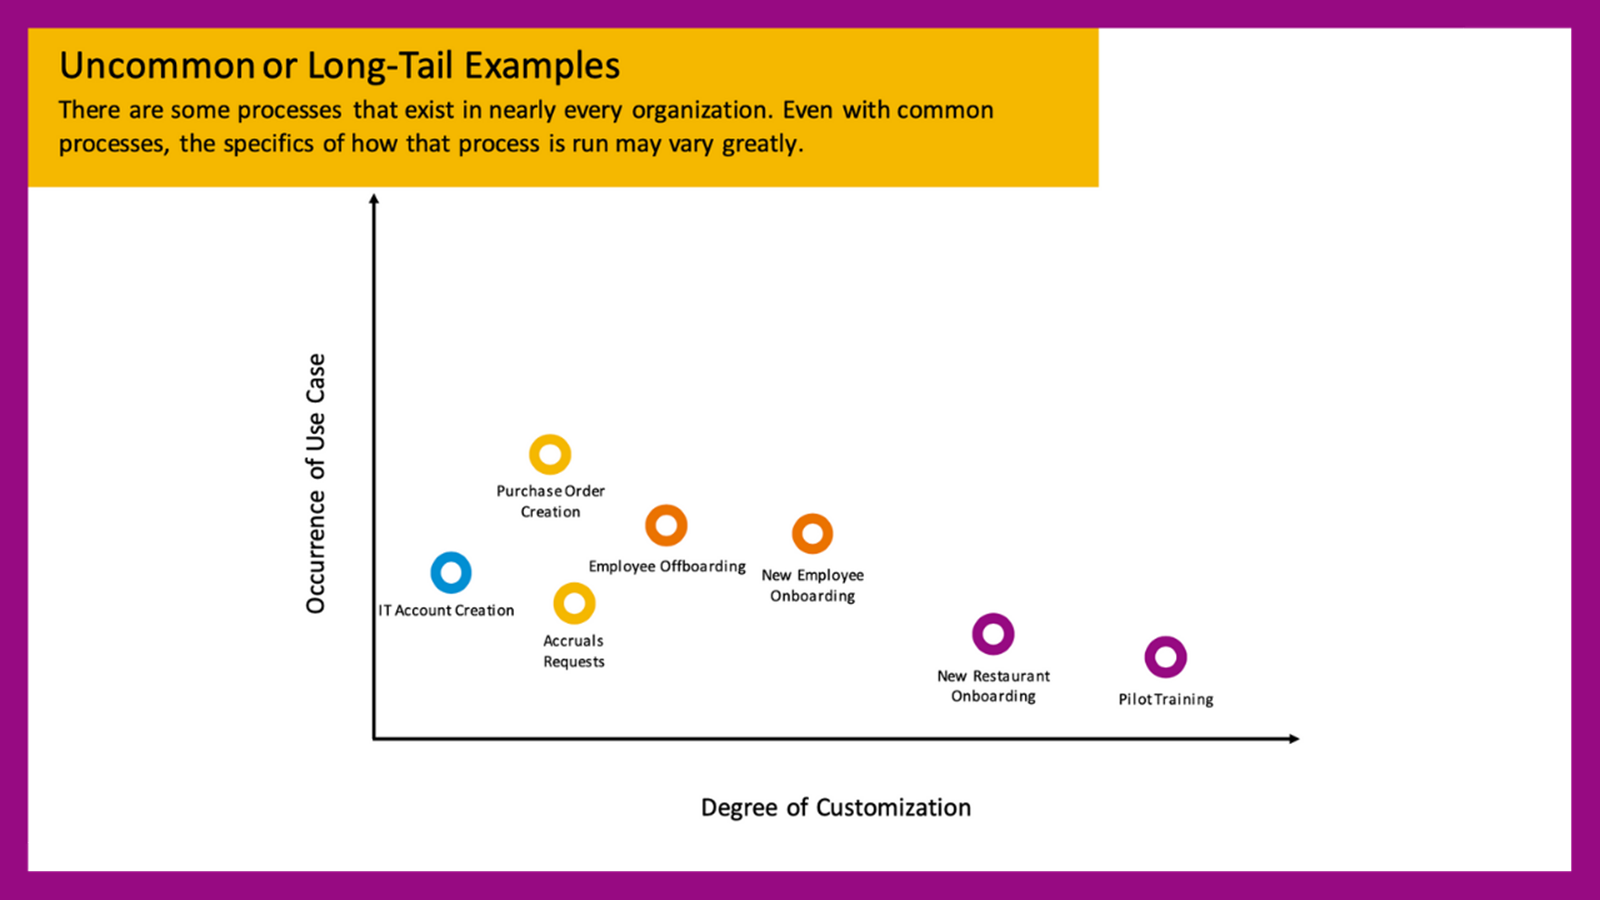 Uncommon or Long-Tail Examples
There are some processes that exist in nearly every organization. Even with common
processes, the specifics of how that process is run may vary greatly.
Occurrence of Use Case
Purchase Order
Creation
Employee Offboarding
New Employee
Onboarding
IT Account Creation
Accruals
Requests
New Restaurant
Onboarding
Pilot Training
Degree of Customization